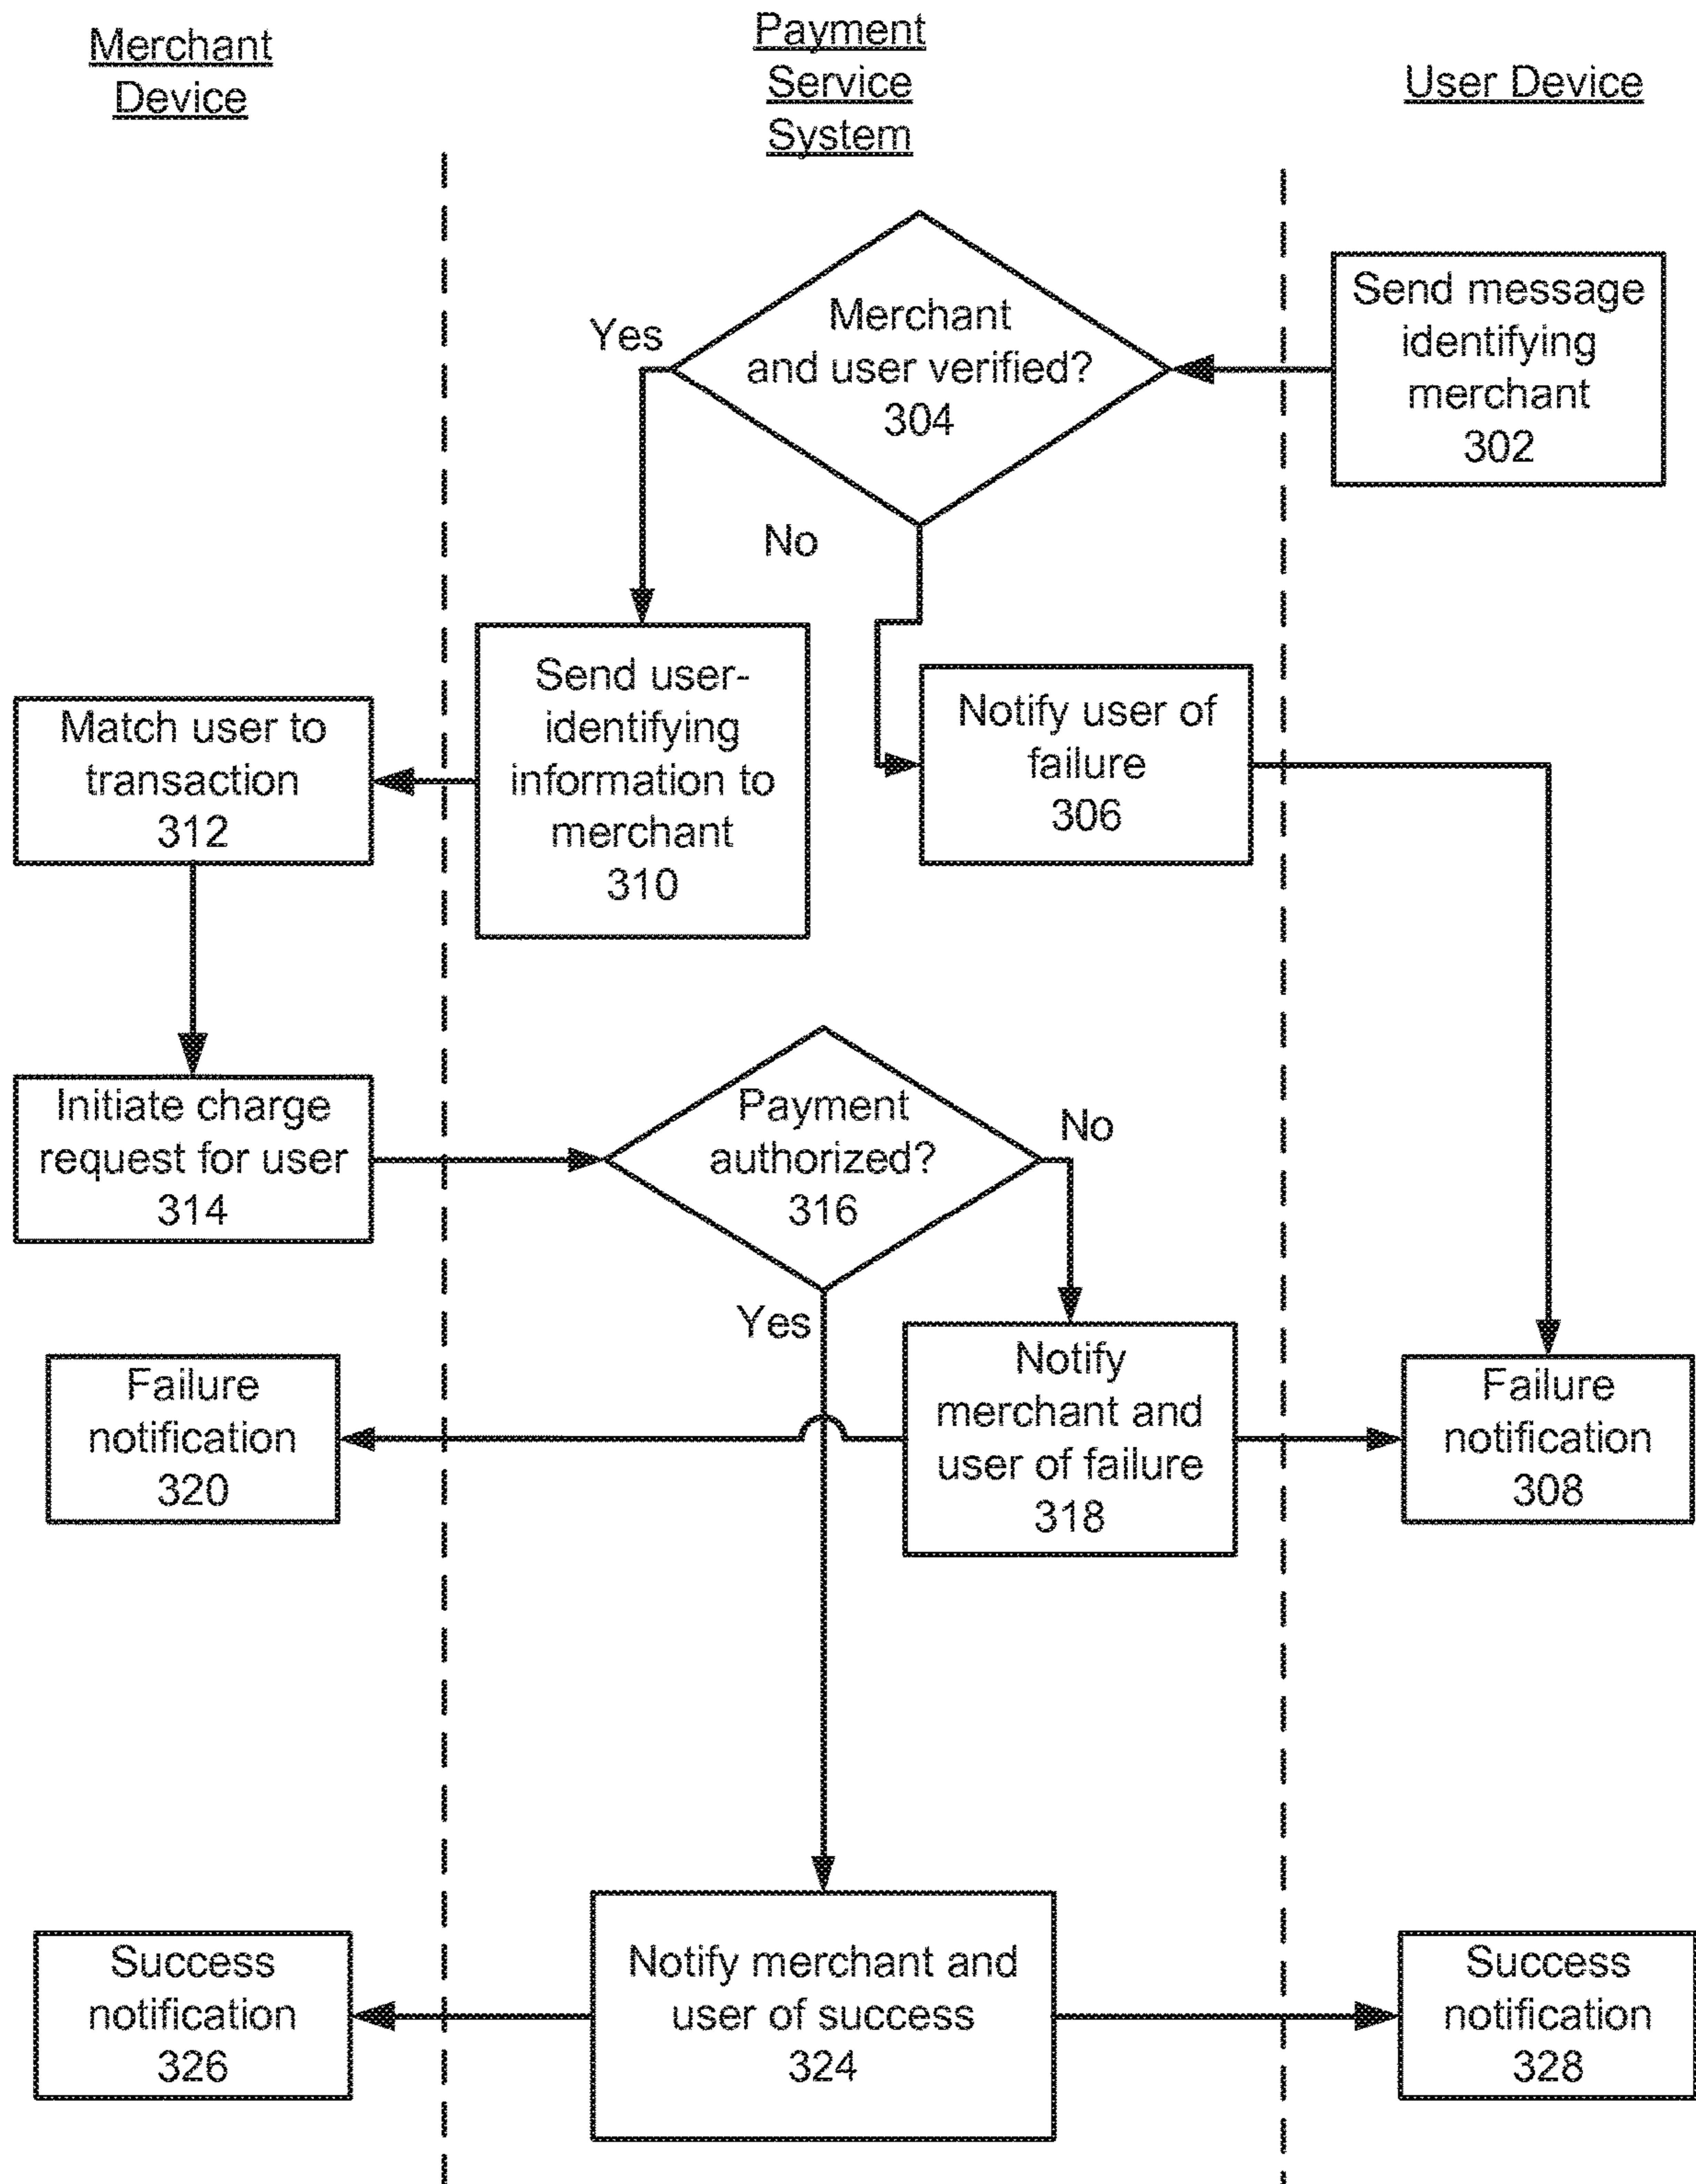 Merchant
Device
Payment
Service
System
User Device
Merchant
and user verified?
304
Yes
No
Send message
identifying
merchant
302
Send user-
identifying
information to
merchant
310
Notify user of
failure
306
Match user to
transaction
312
Initiate charge
request for user
314
Payment
authorized?
316
No
Yes
Notify
merchant and
user of failure
318
Failure
notification
320
Failure
notification
308
Notify merchant and
user of success
324
Success
notification
326
Success
notification
328